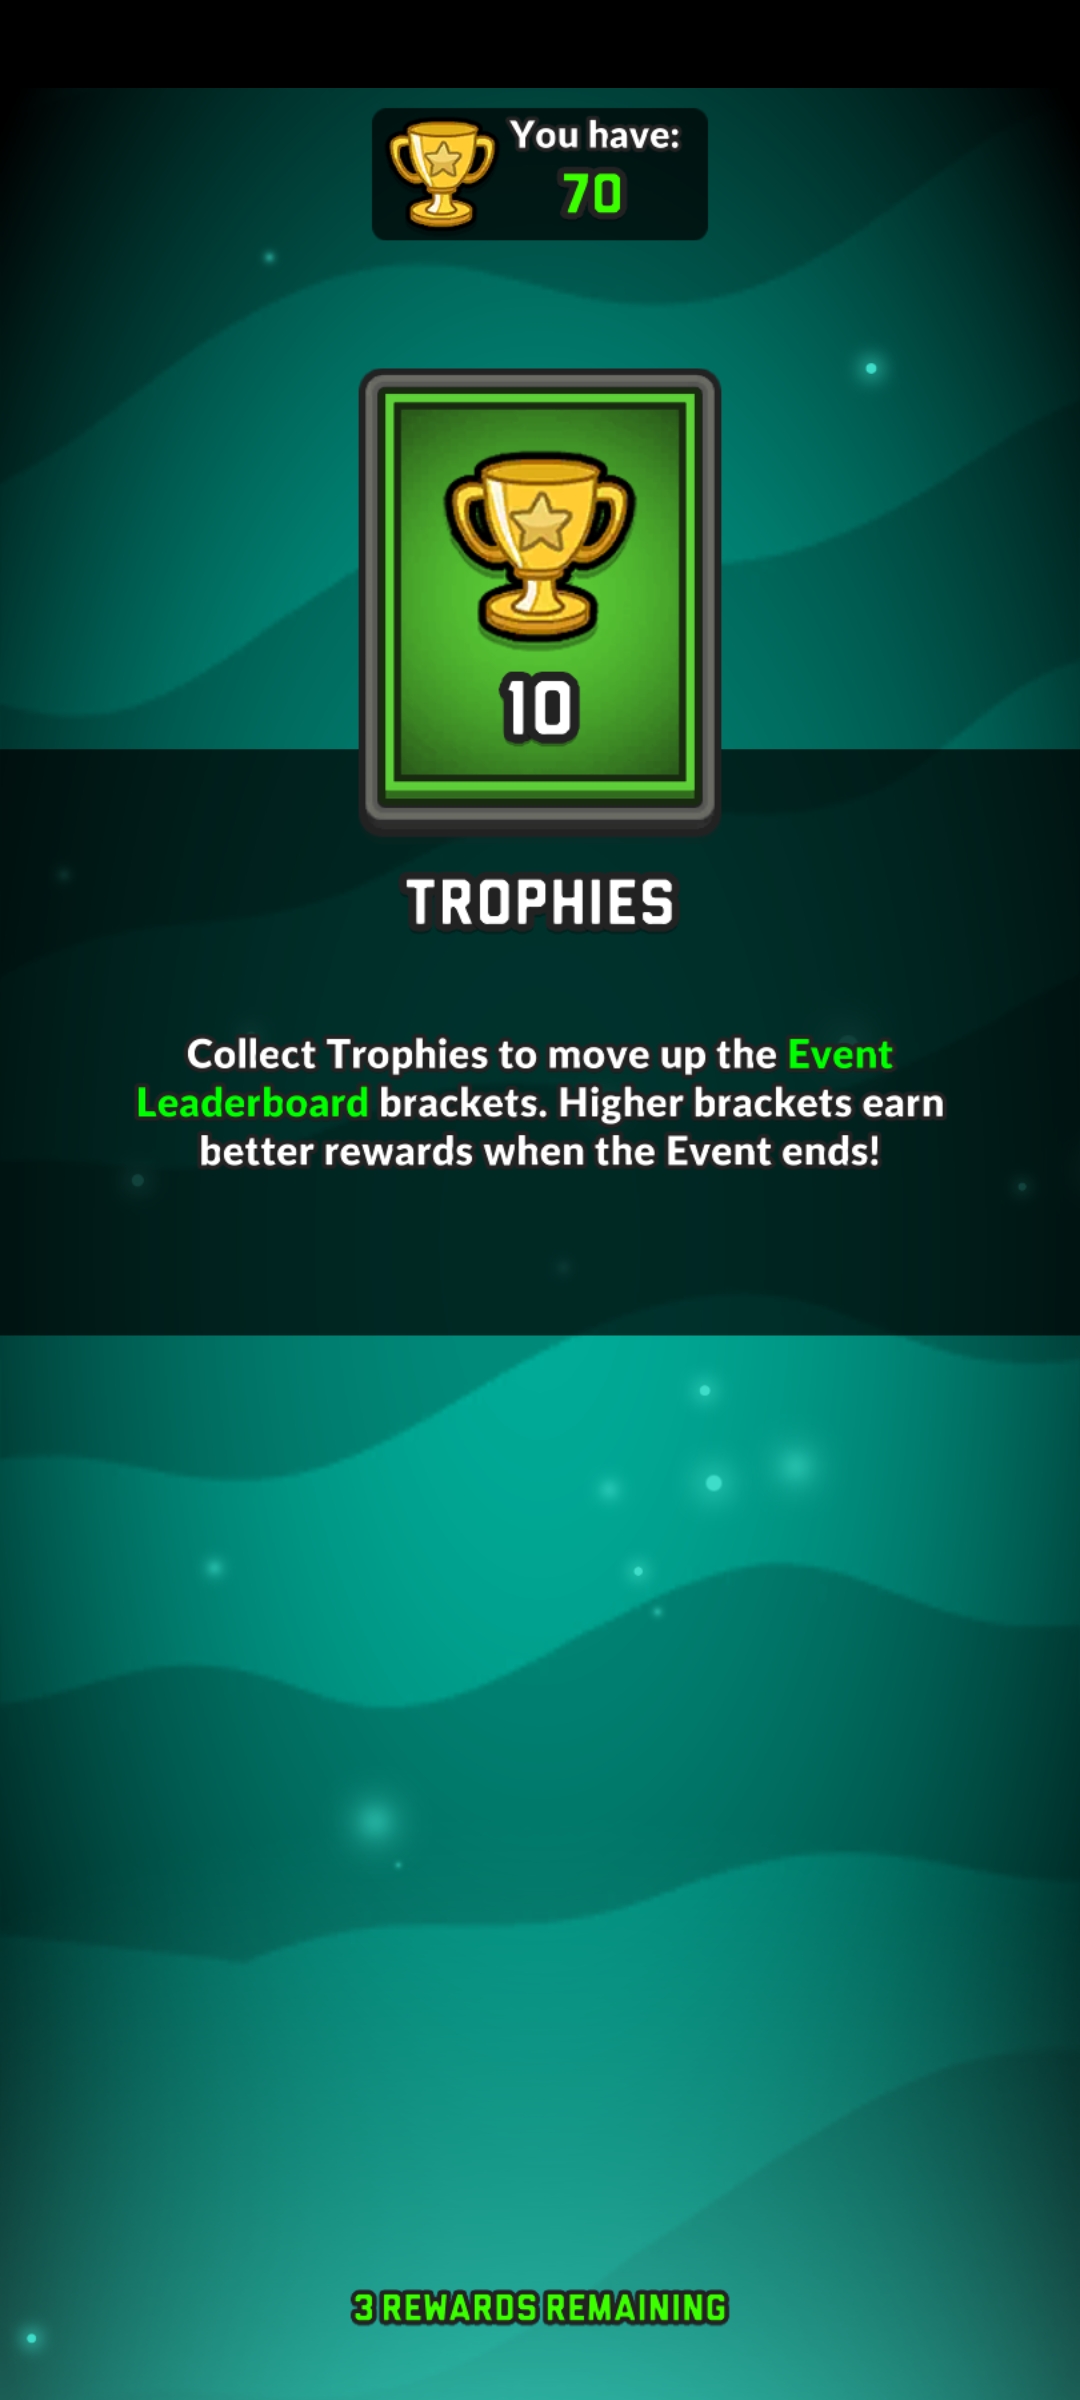 You have:
70
10
TROPHIES
Collect Trophies to move up the Event
Leaderboard brackets. Higher brackets earn
better rewards when the Event ends!
3 REWARDS REMAINING